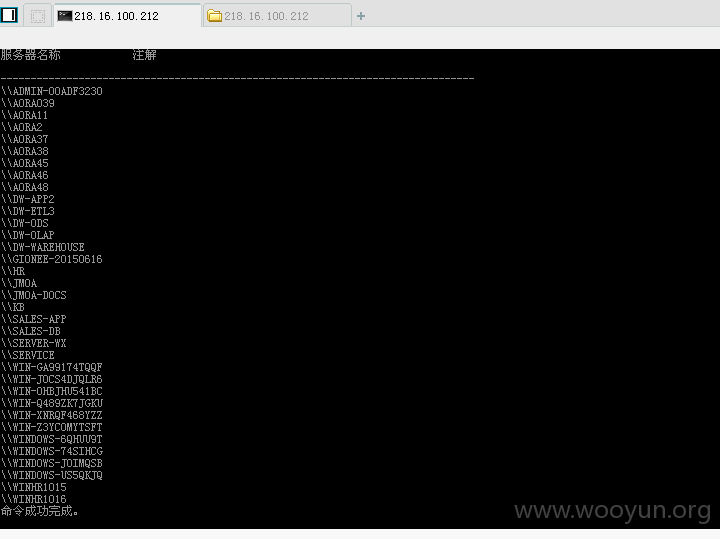 218.16.100.212
218.16.100.212
服务器名称 注解
-------------------------------------------------------------------------------
\\ADMIN-00ADF3230
\\AORA039
\\AORA11
\\AORA2
\\AORA37
\\AORA38
\\AORA45
\\AORA46
\\AORA48
\\DW-APP2
\\DW-ETL3
\\DW-ODS
\\DW-OLAP
\\DW-WAREHOUSE
\\GIONEE-20150616
\\HR
\\JMOA
\\JMOA-DOCS
\\KB
\\SALES-APP
\\SALES-DB
\\SERVER-WX
\\SERVICE
\\WIN-GA99174TQQF
\\WIN-JOCS4DJQLR6
\\WIN-OHBJHU541BC
\\WIN-Q489ZK7JGKU
\\WIN-XNRQF468YZZ
\\WIN-Z3YCOMYTSFT
\\WINDOWS-6QHUU9T
\\WINDOWS-74SIHCG
\\WINDOWS-JOIMQSB
\\WINDOWS-US5QKJQ
\\WINHR1015
\\WINHR1016
命令成功完成。
www.wooyun.org